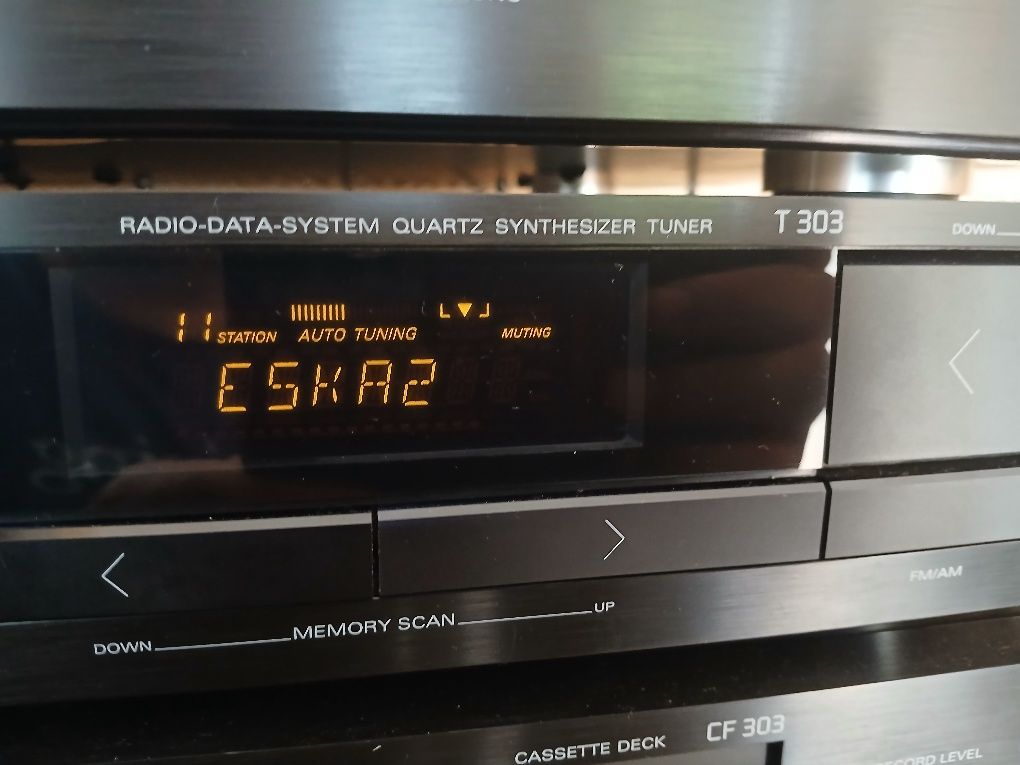 RADIO-DATA-SYSTEM QUARTZ SYNTHESIZER TUNER T 303
DOWN
11 STATION AUTO TUNING MUTING
ESKA2
FM/AM
DOWN MEMORY SCAN UP
CASSETTE DECK CF 303
RECORD LEVEL